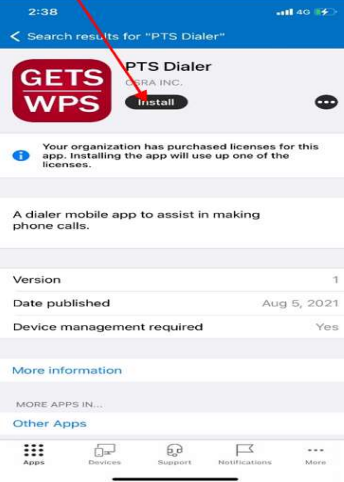 2:38
4G
Search results for "PTS Dialer"
GETS
WPS
PTS Dialer
CSRA INC.
Install
Your organization has purchased licenses for this
app. Installing the app will use up one of the
licenses.
A dialer mobile app to assist in making
phone calls.
Version 1
Date published Aug 5, 2021
Device management required Yes
More information
MORE APPS IN...
Other Apps
Apps Devices Support Notifications More